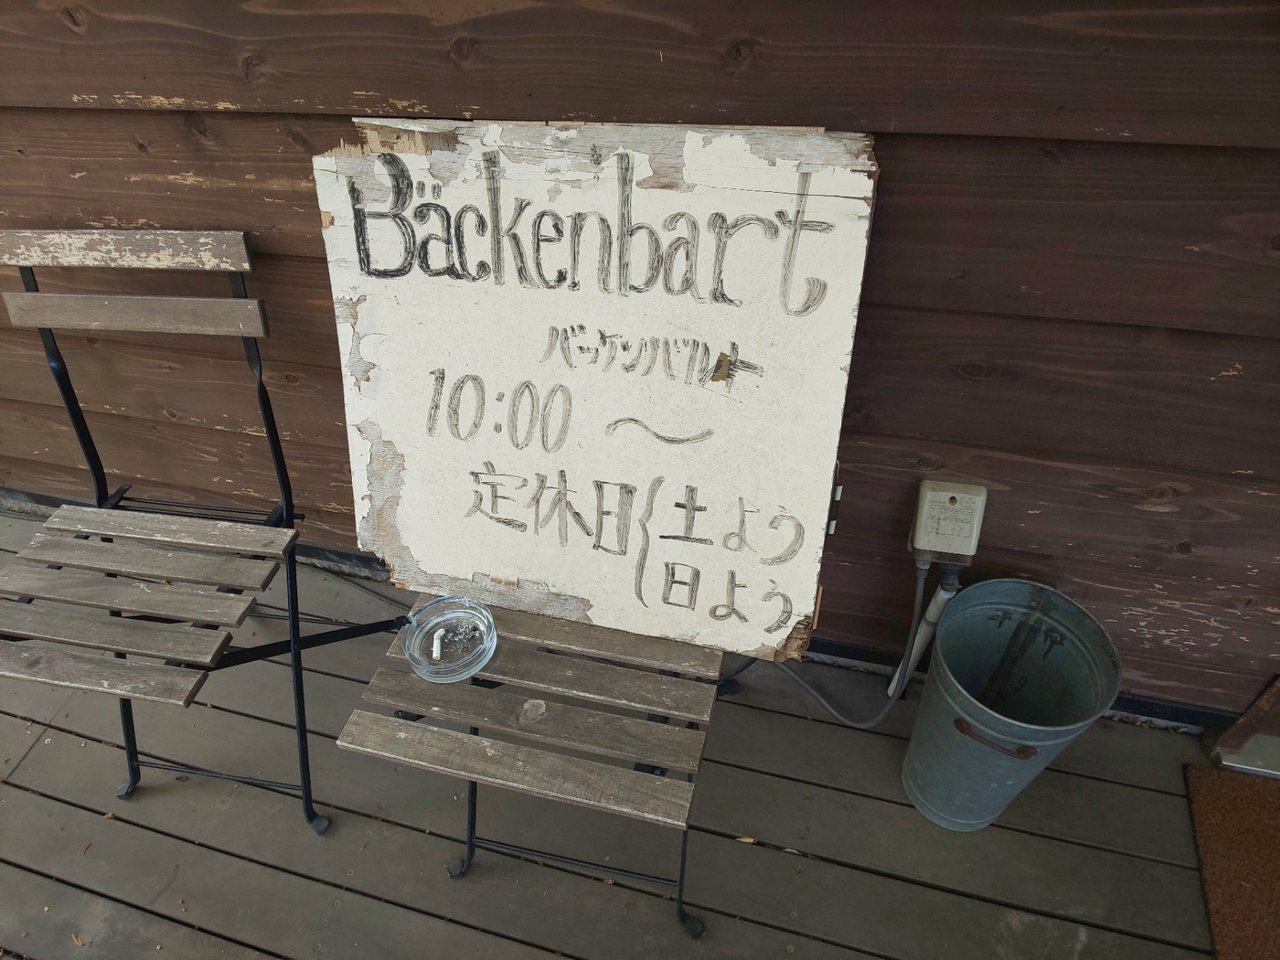 Bäckenbart
バッケンバルト
10:00 〜
定休日{土よう
日よう